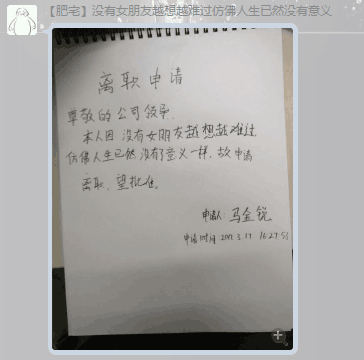 【肥宅】没有女朋友越想越难过仿佛人生已然没有意义
离职申请
尊敬的公司领导.
本人因没有女朋友越想越难过
仿佛人生已然没有了意义一样,故申请
离职,望批准.
申请人:马金锐
申请时间:2017.3.17 16:27:53